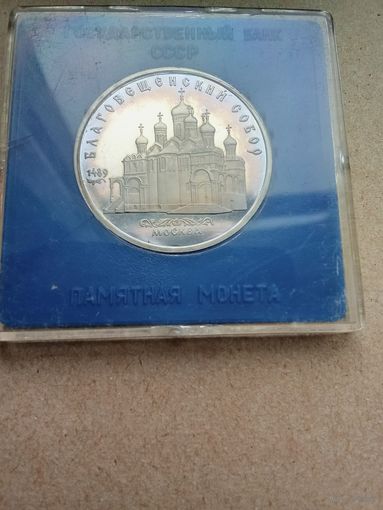 ГОСУДАРСТВЕННЫЙ БАНК
СССР
БЛАГОВЕЩЕНСКИЙ СОБОР
1489
МОСКВА
ПАМЯТНАЯ МОНЕТА